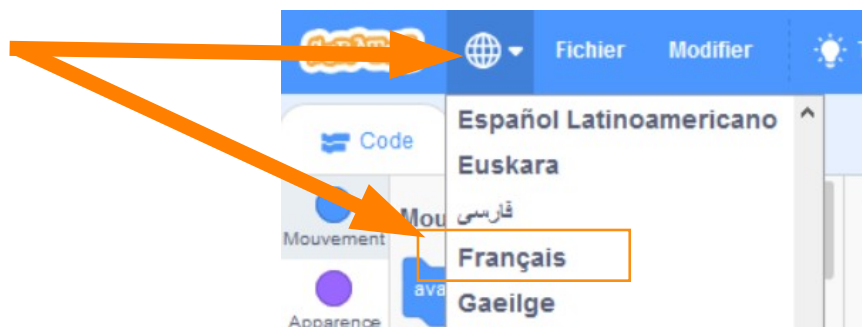 Fichier Modifier
Code
Español Latinoamericano
Euskara
فارسی
Mouvement
Français
Gaeilge
Apparence